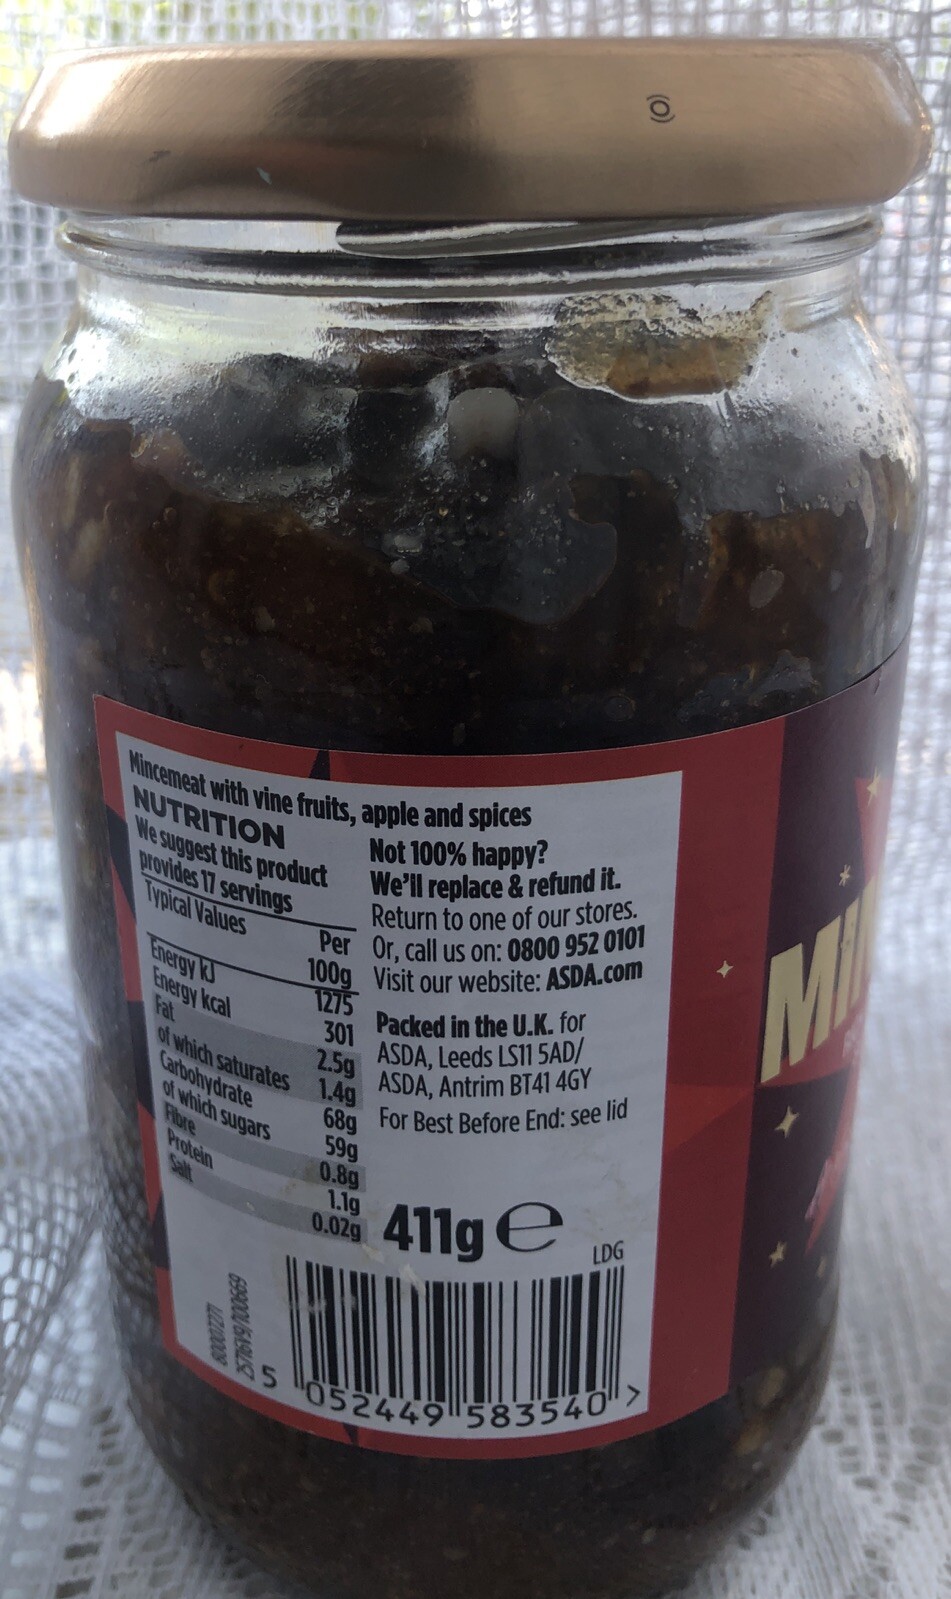 Mincemeat with vine fruits, apple and spices
NUTRITION
We suggest this product
provides 17 servings
Typical Values
Per
100g
Energy kJ 1275
Energy kcal 301
Fat 2.5g
of which saturates 1.4g
Carbohydrate 68g
of which sugars 59g
Fibre 0.8g
Protein 1.1g
Salt 0.02g
Not 100% happy?
We'll replace & refund it.
Return to one of our stores.
Or, call us on: 0800 952 0101
Visit our website: ASDA.com
Packed in the U.K. for
ASDA, Leeds LS11 5AD/
ASDA, Antrim BT41 4GY
For Best Before End: see lid
411g e
LDG
5 052449 583540 >
MI